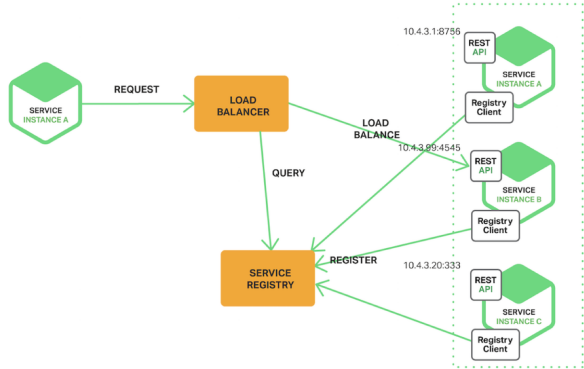 10.4.3.1:8756
REST
API
SERVICE
INSTANCE A
Registry
Client
REQUEST
SERVICE
INSTANCE A
LOAD
BALANCER
LOAD
BALANCE
10.4.3.99:4545
REST
API
SERVICE
INSTANCE B
QUERY
Registry
Client
REGISTER
10.4.3.20:333
SERVICE
REGISTRY
REST
API
SERVICE
INSTANCE C
Registry
Client